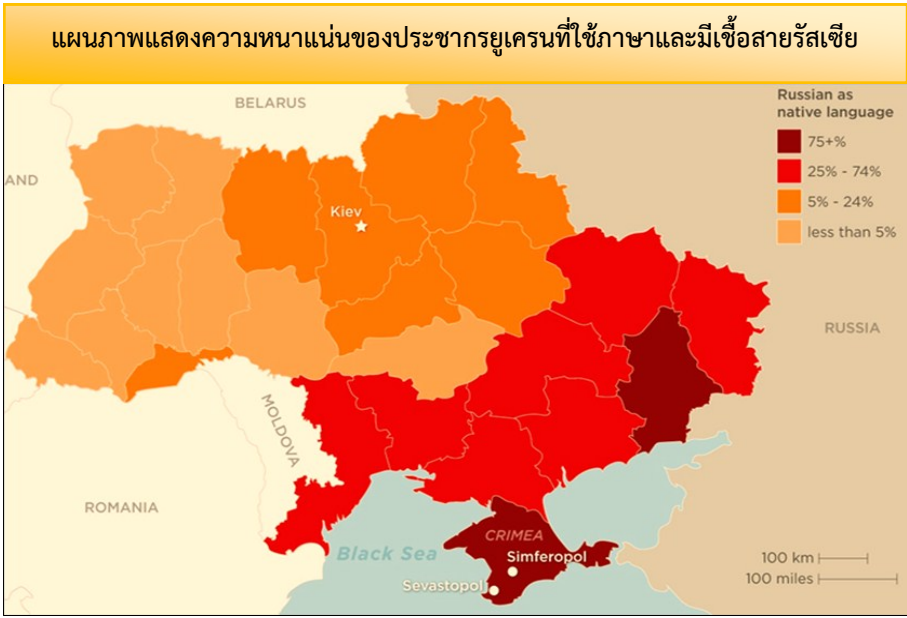 แผนภาพแสดงความหนาแน่นของประชากรยูเครนที่ใช้ภาษาและมีเชื้อสายรัสเซีย
Russian as
native language
75+%
25% - 74%
5% - 24%
less than 5%
BELARUS
AND
Kiev
RUSSIA
MOLDOVA
ROMANIA
CRIMEA
Black Sea
Simferopol
Sevastopol
100 km
100 miles